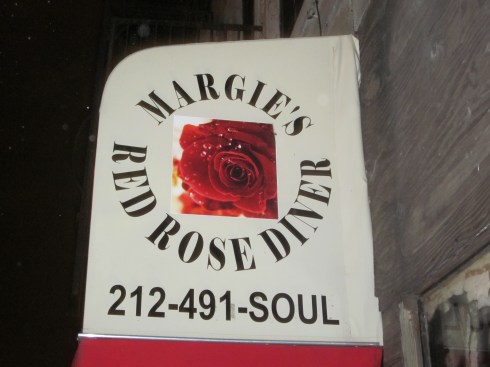 MARGIE'S
RED ROSE DINER
212-491-SOUL